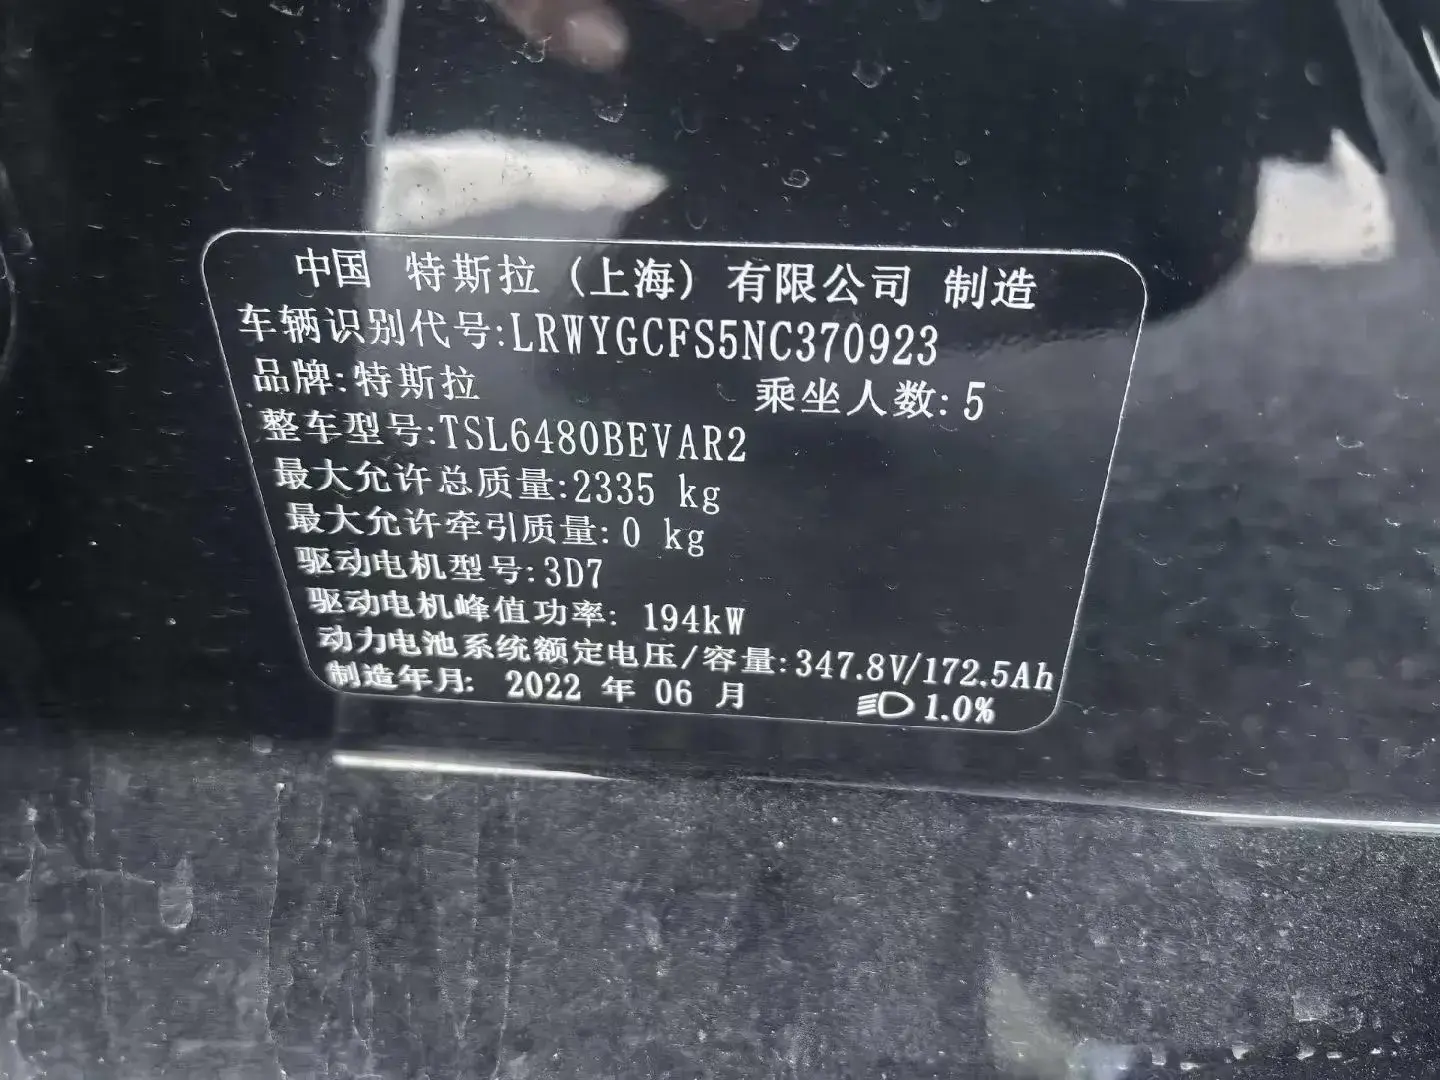 中国 特斯拉 (上海) 有限公司 制造
车辆识别代号:LRWYGCFS5NC370923
品牌:特斯拉 乘坐人数:5
整车型号:TSL6480BEVAR2
最大允许总质量:2335 kg
最大允许牵引质量:0 kg
驱动电机型号:3D7
驱动电机峰值功率: 194kW
动力电池系统额定电压/容量:347.8V/172.5Ah
制造年月: 2022 年 06 月 1.0%